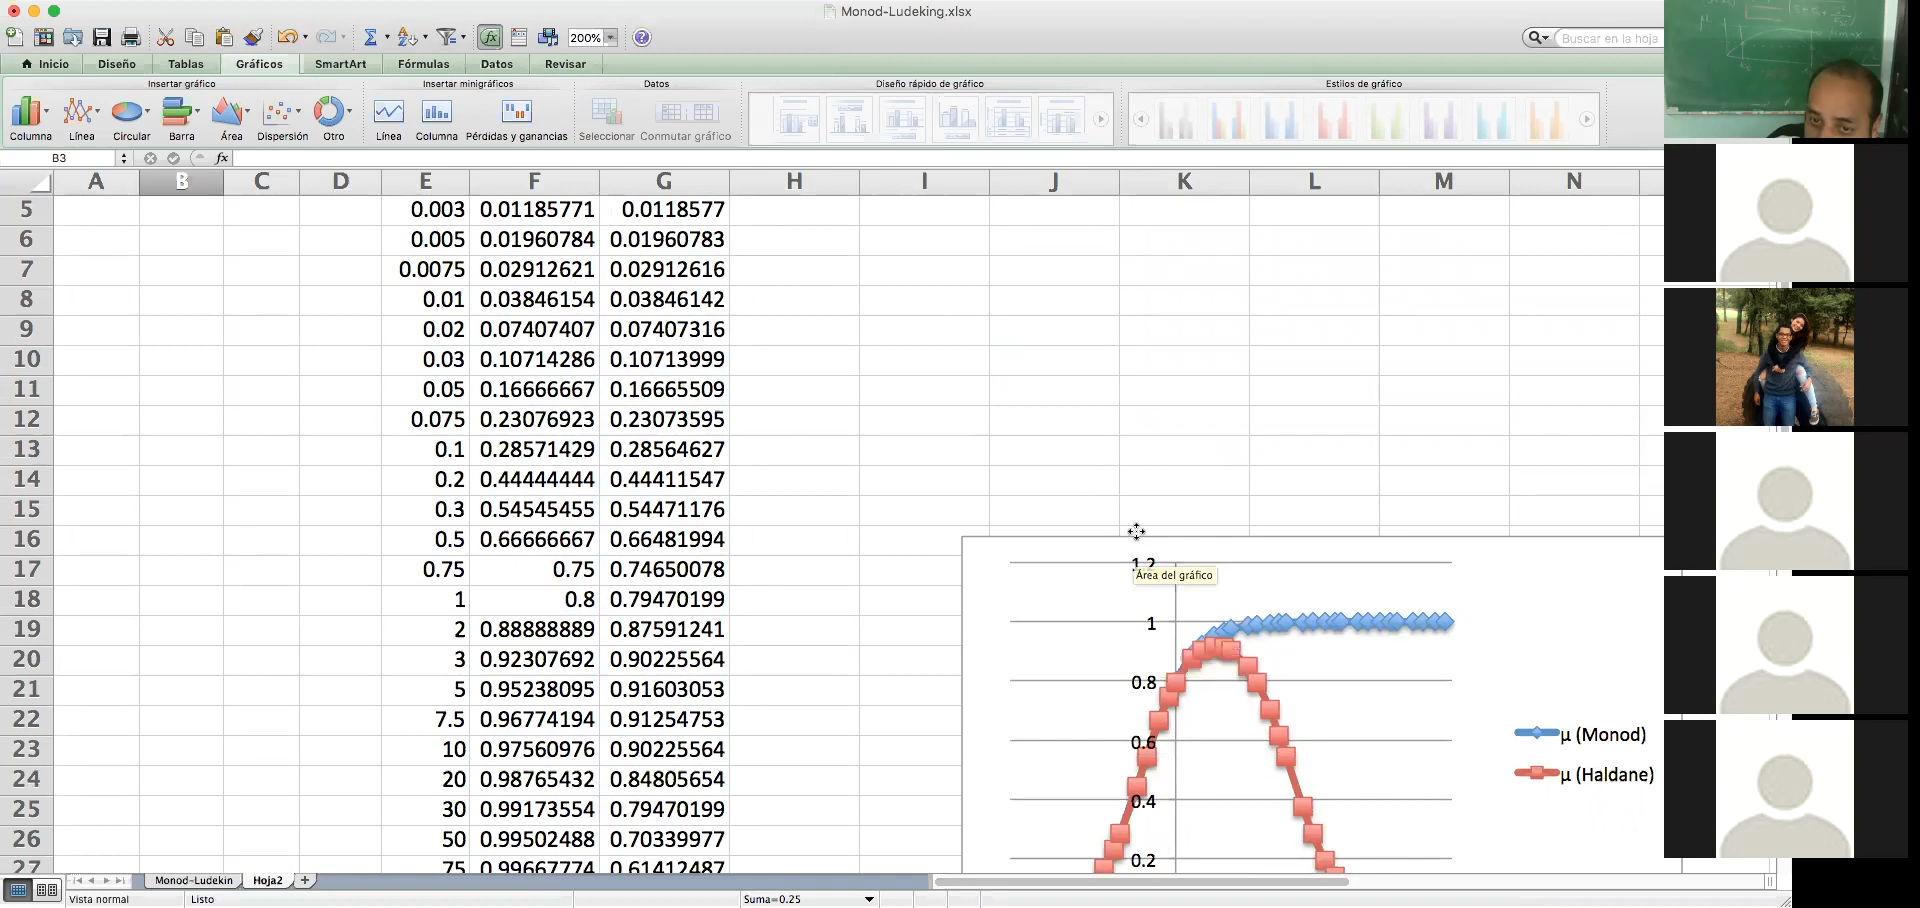 Monod-Ludeking.xlsx
200%
Buscar en la hoja
Inicio Diseño Tablas Gráficos SmartArt Fórmulas Datos Revisar
Insertar gráfico Insertar minigráficos Datos Diseño rápido de gráfico Estilos de gráfico
Columna Línea Circular Barra Área Dispersión Otro Línea Columna Pérdidas y ganancias Seleccionar Conmutar gráfico
B3 fx
A B C D E F G H I J K L M N
5 0.003 0.01185771 0.0118577
6 0.005 0.01960784 0.01960783
7 0.0075 0.02912621 0.02912616
8 0.01 0.03846154 0.03846142
9 0.02 0.07407407 0.07407316
10 0.03 0.10714286 0.10713999
11 0.05 0.16666667 0.16665509
12 0.075 0.23076923 0.23073595
13 0.1 0.28571429 0.28564627
14 0.2 0.44444444 0.44411547
15 0.3 0.54545455 0.54471176
16 0.5 0.66666667 0.66481994
17 0.75 0.75 0.74650078
18 1 0.8 0.79470199
19 2 0.88888889 0.87591241
20 3 0.92307692 0.90225564
21 5 0.95238095 0.91603053
22 7.5 0.96774194 0.91254753
23 10 0.97560976 0.90225564
24 20 0.98765432 0.84805654
25 30 0.99173554 0.79470199
26 50 0.99502488 0.70339977
27 75 0.99667774 0.61412487
1.2
Área del gráfico
1
0.8
0.6
0.4
0.2
μ (Monod)
μ (Haldane)
Monod-Ludekin Hoja2
Vista normal Listo Suma=0.25